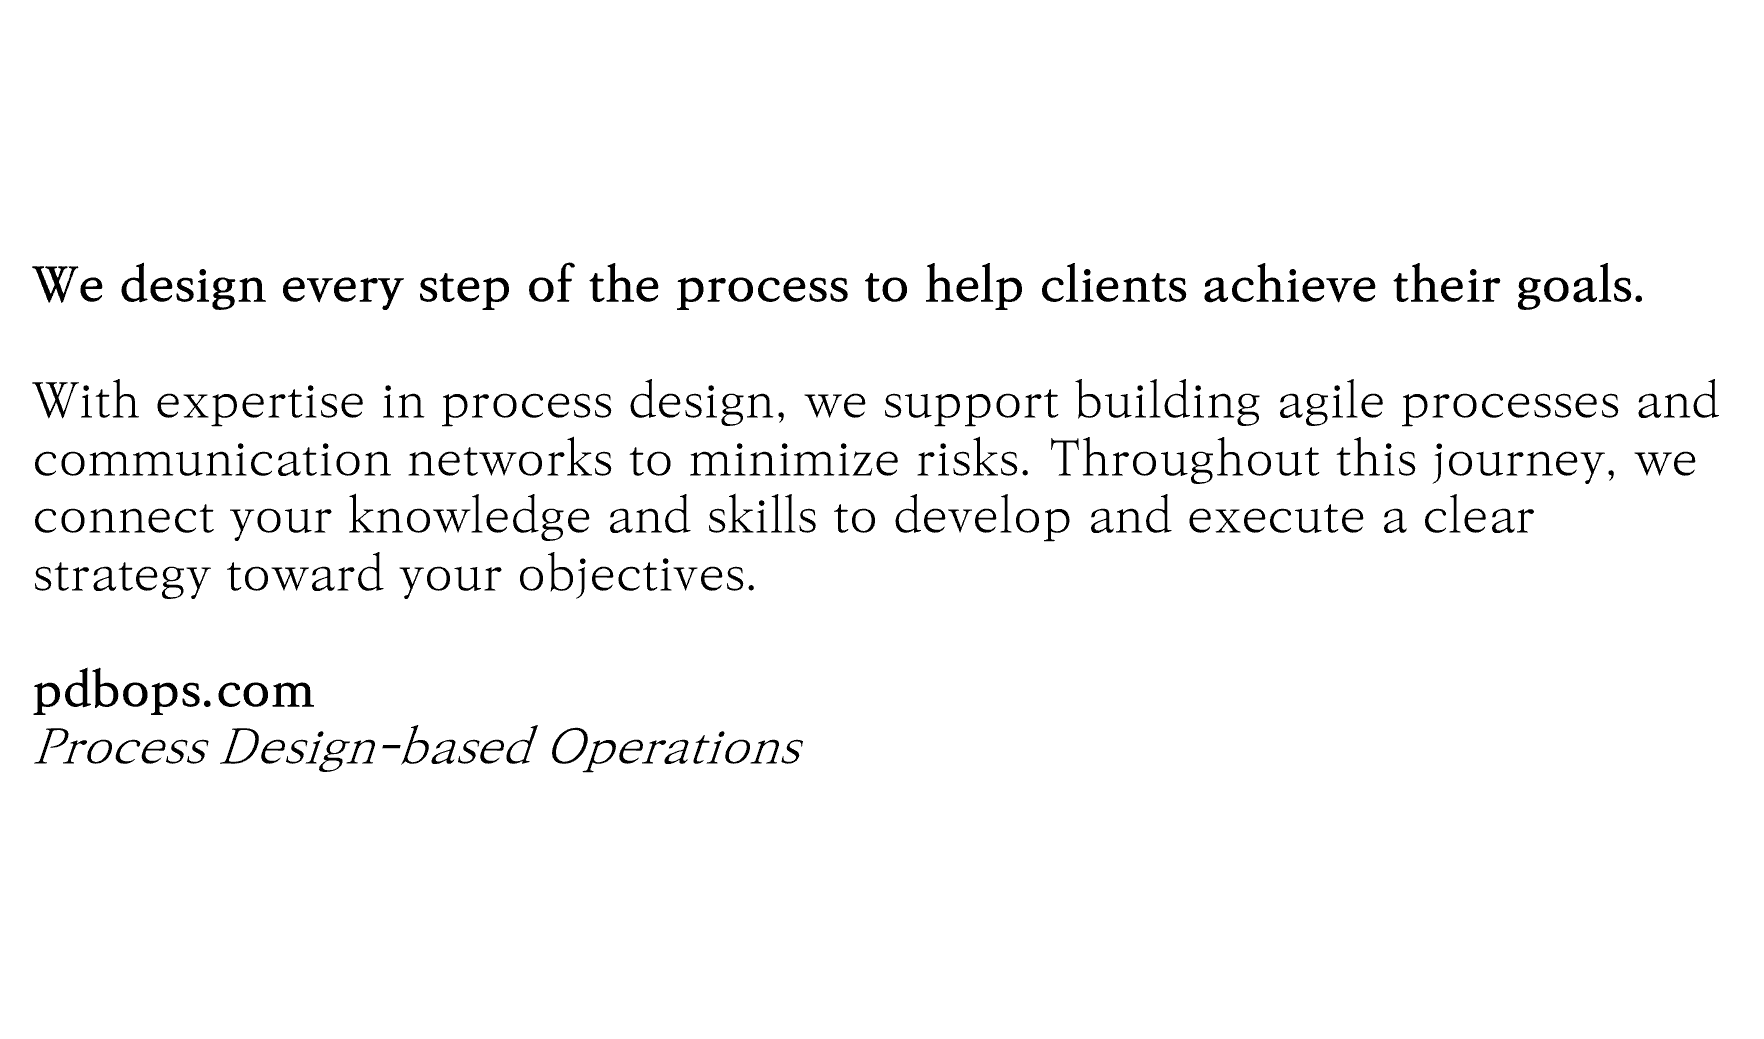 We design every step of the process to help clients achieve their goals.
With expertise in process design, we support building agile processes and
communication networks to minimize risks. Throughout this journey, we
connect your knowledge and skills to develop and execute a clear
strategy toward your objectives.
pdbops.com
Process Design-based Operations